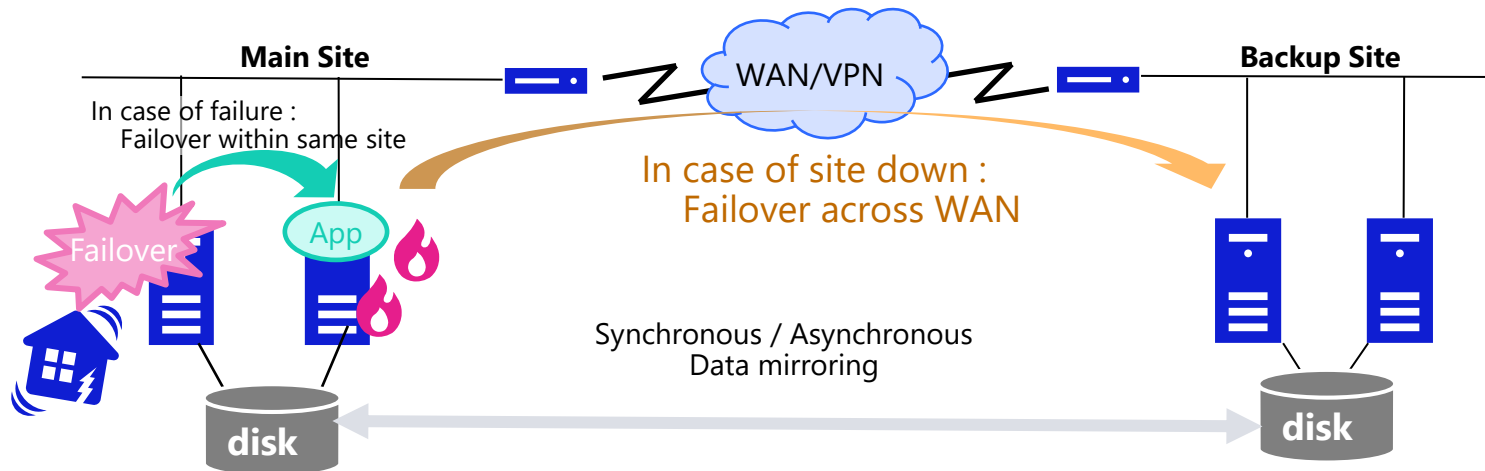 Main Site
WAN/VPN
Backup Site
In case of failure :
Failover within same site
In case of site down :
Failover across WAN
Failover
App
Synchronous / Asynchronous
Data mirroring
disk
disk